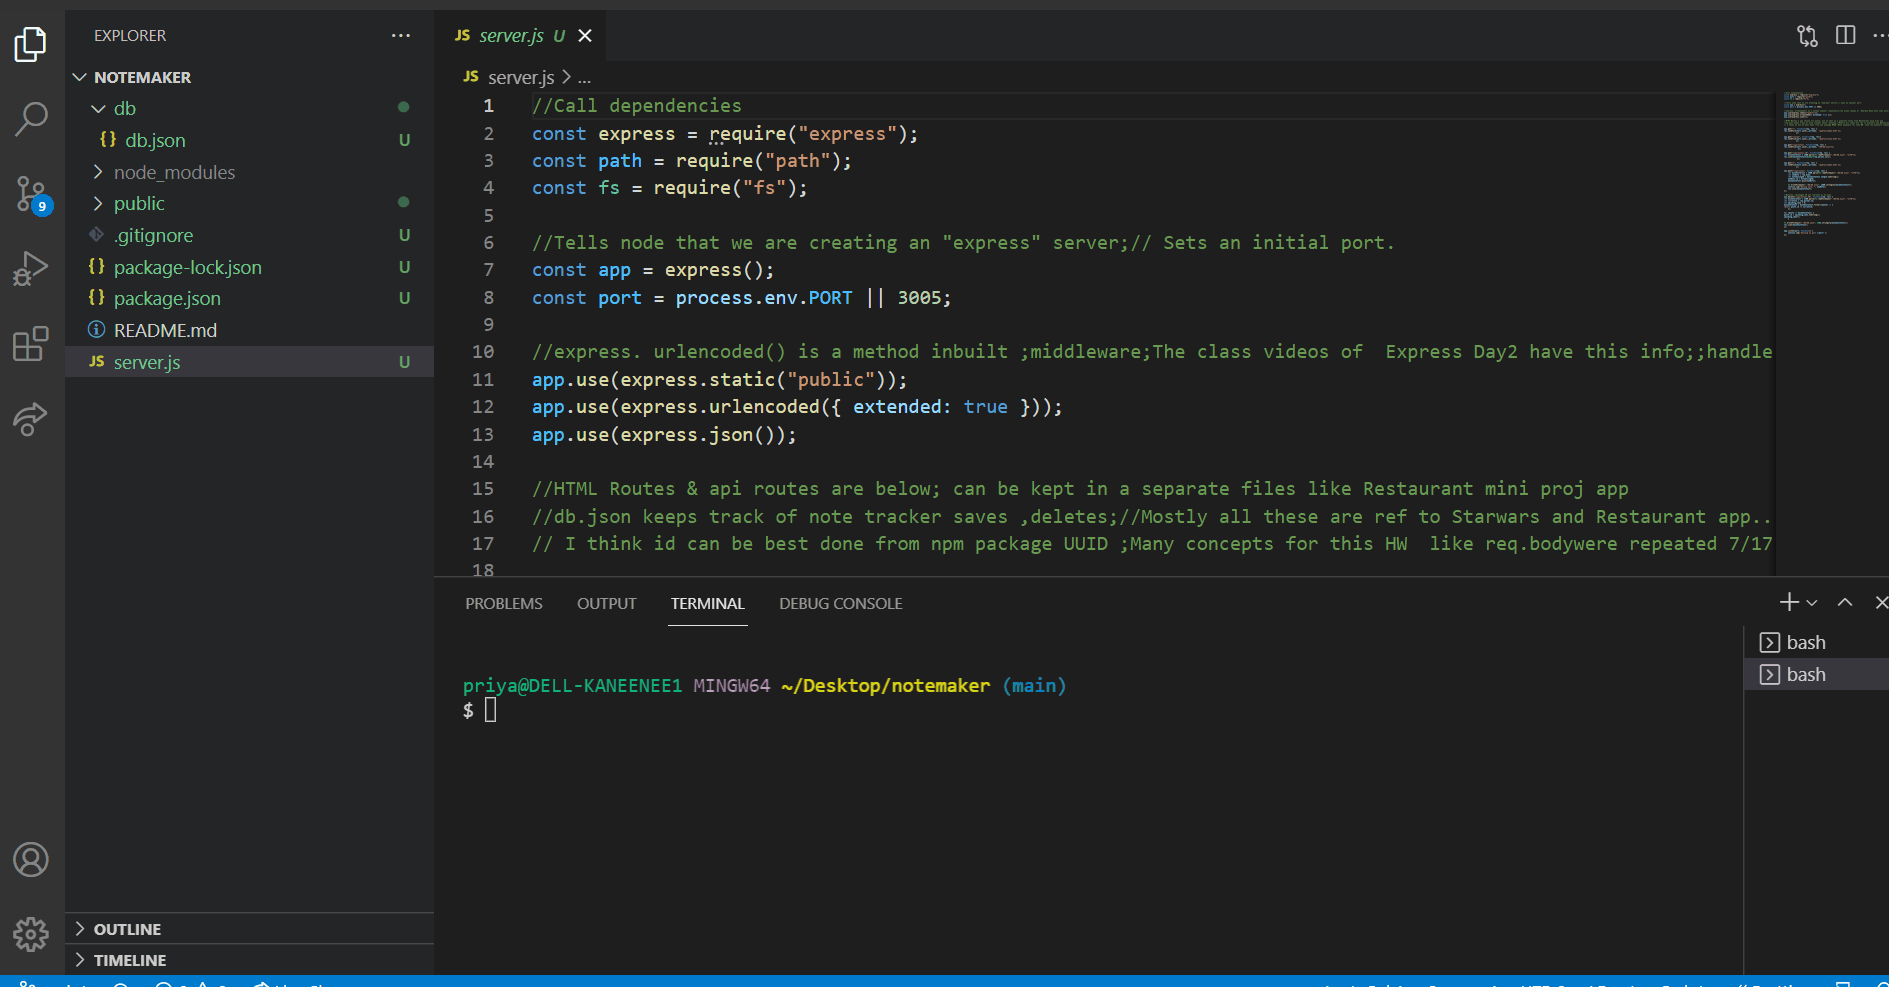 EXPLORER
NOTEMAKER
db
{} db.json U
node_modules
public
.gitignore U
{} package-lock.json U
{} package.json U
README.md
JS server.js U
9
OUTLINE
TIMELINE
JS server.js U
JS server.js > ...
1 //Call dependencies
2 const express = require("express");
3 const path = require("path");
4 const fs = require("fs");
5
6 //Tells node that we are creating an "express" server;// Sets an initial port.
7 const app = express();
8 const port = process.env.PORT || 3005;
9
10 //express. urlencoded() is a method inbuilt ;middleware;The class videos of  Express Day2 have this info;;handle
11 app.use(express.static("public"));
12 app.use(express.urlencoded({ extended: true }));
13 app.use(express.json());
14
15 //HTML Routes & api routes are below; can be kept in a separate files like Restaurant mini proj app
16 //db.json keeps track of note tracker saves ,deletes;//Mostly all these are ref to Starwars and Restaurant app..
17 // I think id can be best done from npm package UUID ;Many concepts for this HW  like req.bodywere repeated 7/17
18
PROBLEMS OUTPUT TERMINAL DEBUG CONSOLE
bash
bash
priya@DELL-KANEENEE1 MINGW64 ~/Desktop/notemaker (main)
$